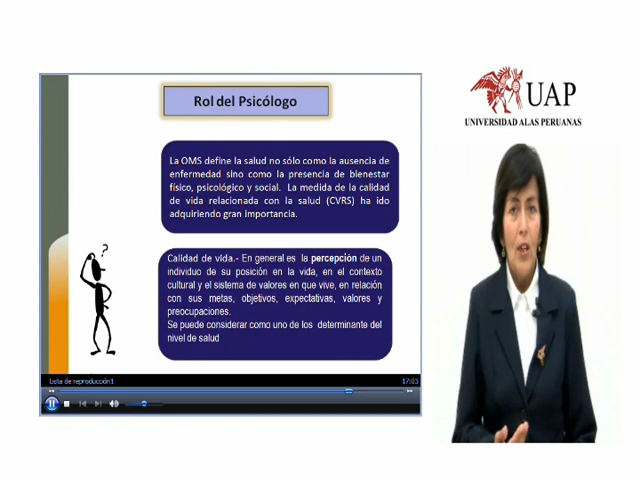 UAP
UNIVERSIDAD ALAS PERUANAS
Rol del Psicólogo
La OMS define la salud no sólo como la ausencia de
enfermedad sino como la presencia de bienestar
físico, psicológico y social. La medida de la calidad
de vida relacionada con la salud (CVRS) ha ido
adquiriendo gran importancia.
?
Calidad de vida.- En general es la percepción de un
individuo de su posición en la vida, en el contexto
cultural y el sistema de valores en que vive, en relación
con sus metas, objetivos, expectativas, valores y
preocupaciones.
Se puede considerar como uno de los determinante del
nivel de salud
Lista de reproducción1
17:03